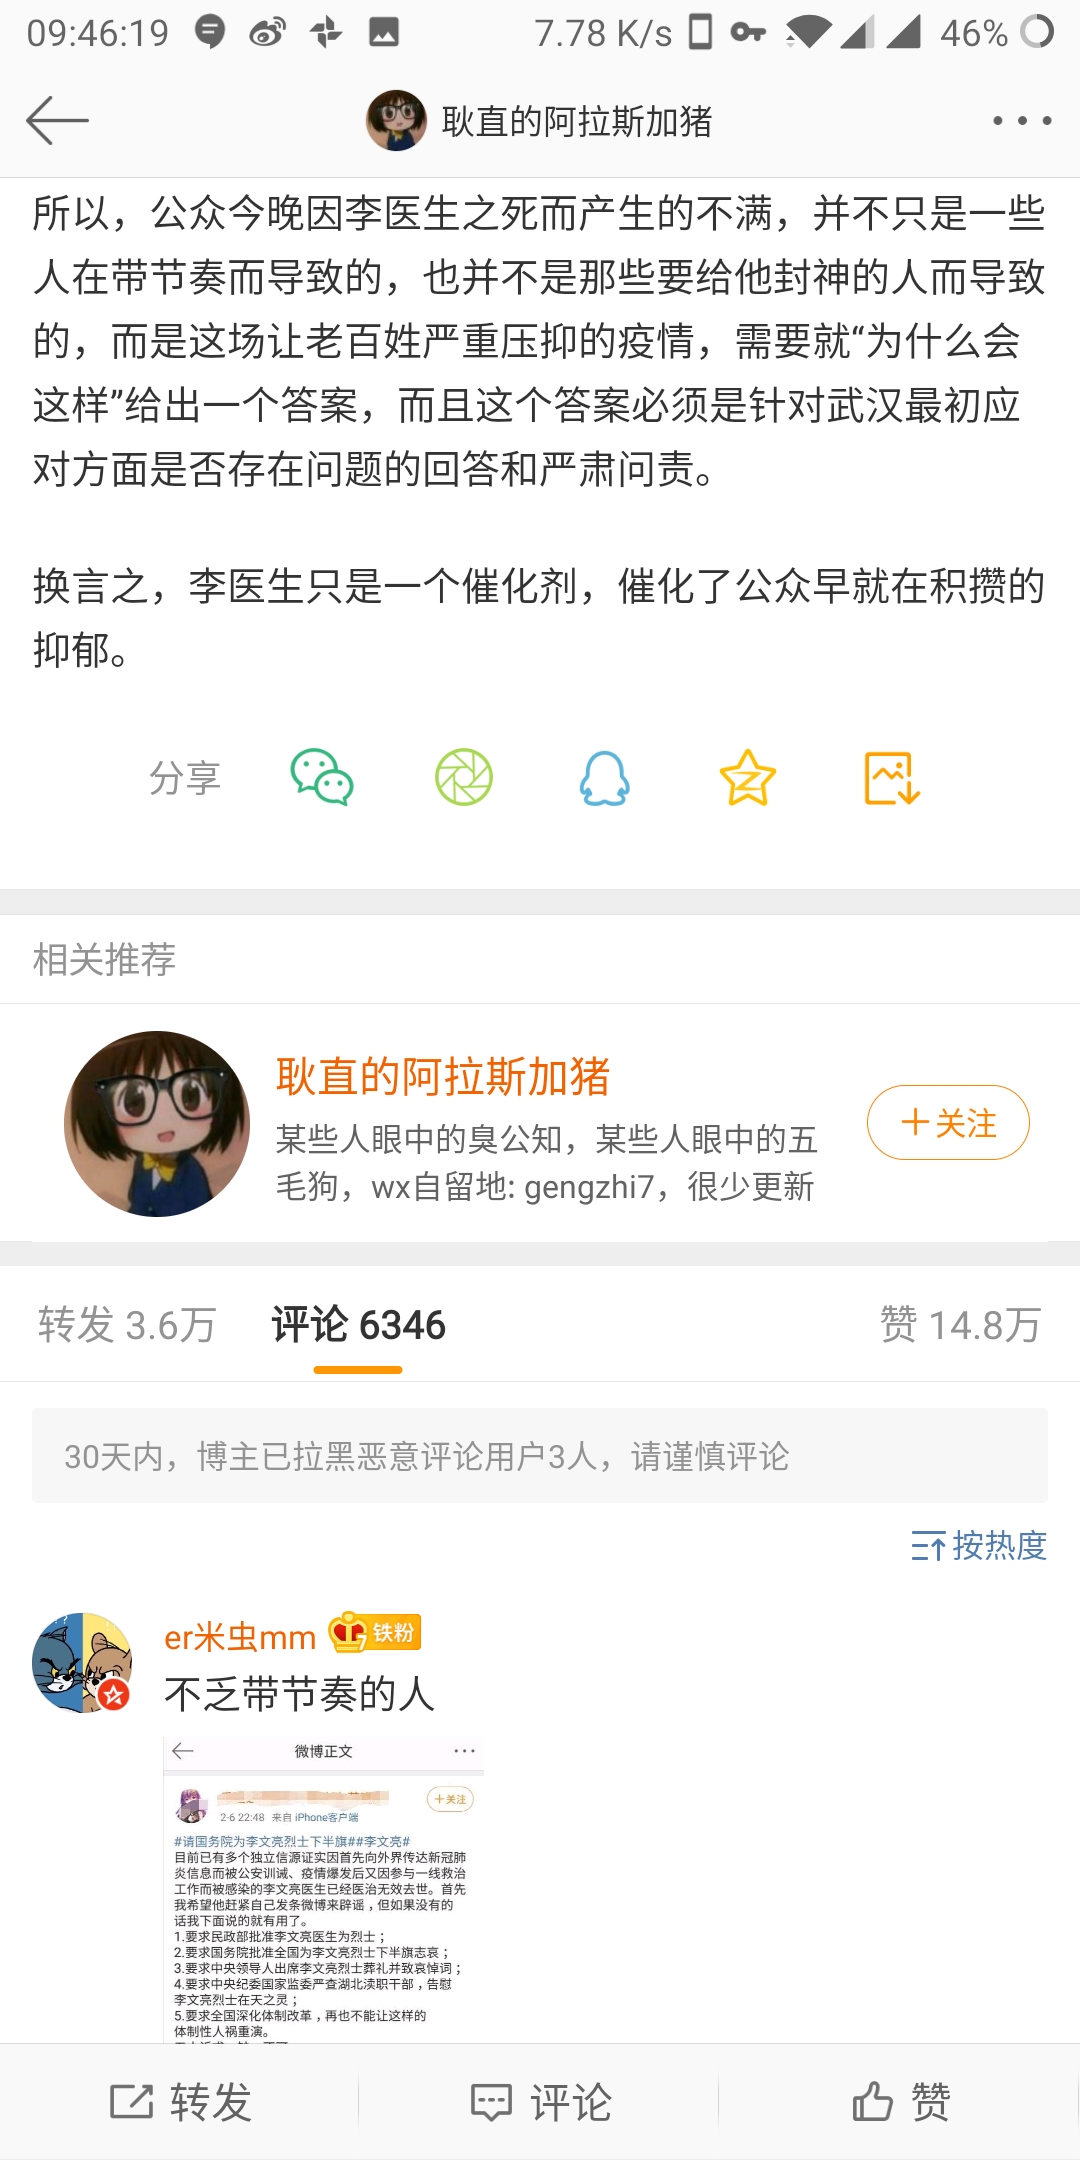 09:46:19
7.78 K/s
46%
耿直的阿拉斯加猪
所以，公众今晚因李医生之死而产生的不满，并不只是一些
人在带节奏而导致的，也并不是那些要给他封神的人而导致
的，而是这场让老百姓严重压抑的疫情，需要就“为什么会
这样”给出一个答案，而且这个答案必须是针对武汉最初应
对方面是否存在问题的回答和严肃问责。
换言之，李医生只是一个催化剂，催化了公众早就在积攒的
抑郁。
分享
相关推荐
耿直的阿拉斯加猪
某些人眼中的臭公知，某些人眼中的五
毛狗，wx自留地: gengzhi7，很少更新
+关注
转发 3.6万
评论 6346
赞 14.8万
30天内，博主已拉黑恶意评论用户3人，请谨慎评论
按热度
er米虫mm
7
铁粉
不乏带节奏的人
微博正文
+关注
2-6 22:48 来自 iPhone客户端
#请国务院为李文亮烈士下半旗##李文亮#
目前已有多个独立信源证实因首先向外界传达新冠肺
炎信息而被公安训诫、疫情爆发后又因参与一线救治
工作而被感染的李文亮医生已经医治无效去世。首先
我希望他赶紧自己发条微博来辟谣，但如果没有的
话我下面说的就有用了。
1.要求民政部批准李文亮医生为烈士；
2.要求国务院批准全国为李文亮烈士下半旗志哀；
3.要求中央领导人出席李文亮烈士葬礼并致哀悼词；
4.要求中央纪委国家监委严查湖北渎职干部，告慰
李文亮烈士在天之灵；
5.要求全国深化体制改革，再也不能让这样的
体制性人祸重演。
转发
评论
赞